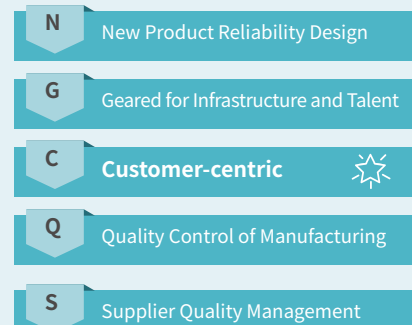 N
New Product Reliability Design
G
Geared for Infrastructure and Talent
C
Customer-centric
Q
Quality Control of Manufacturing
S
Supplier Quality Management